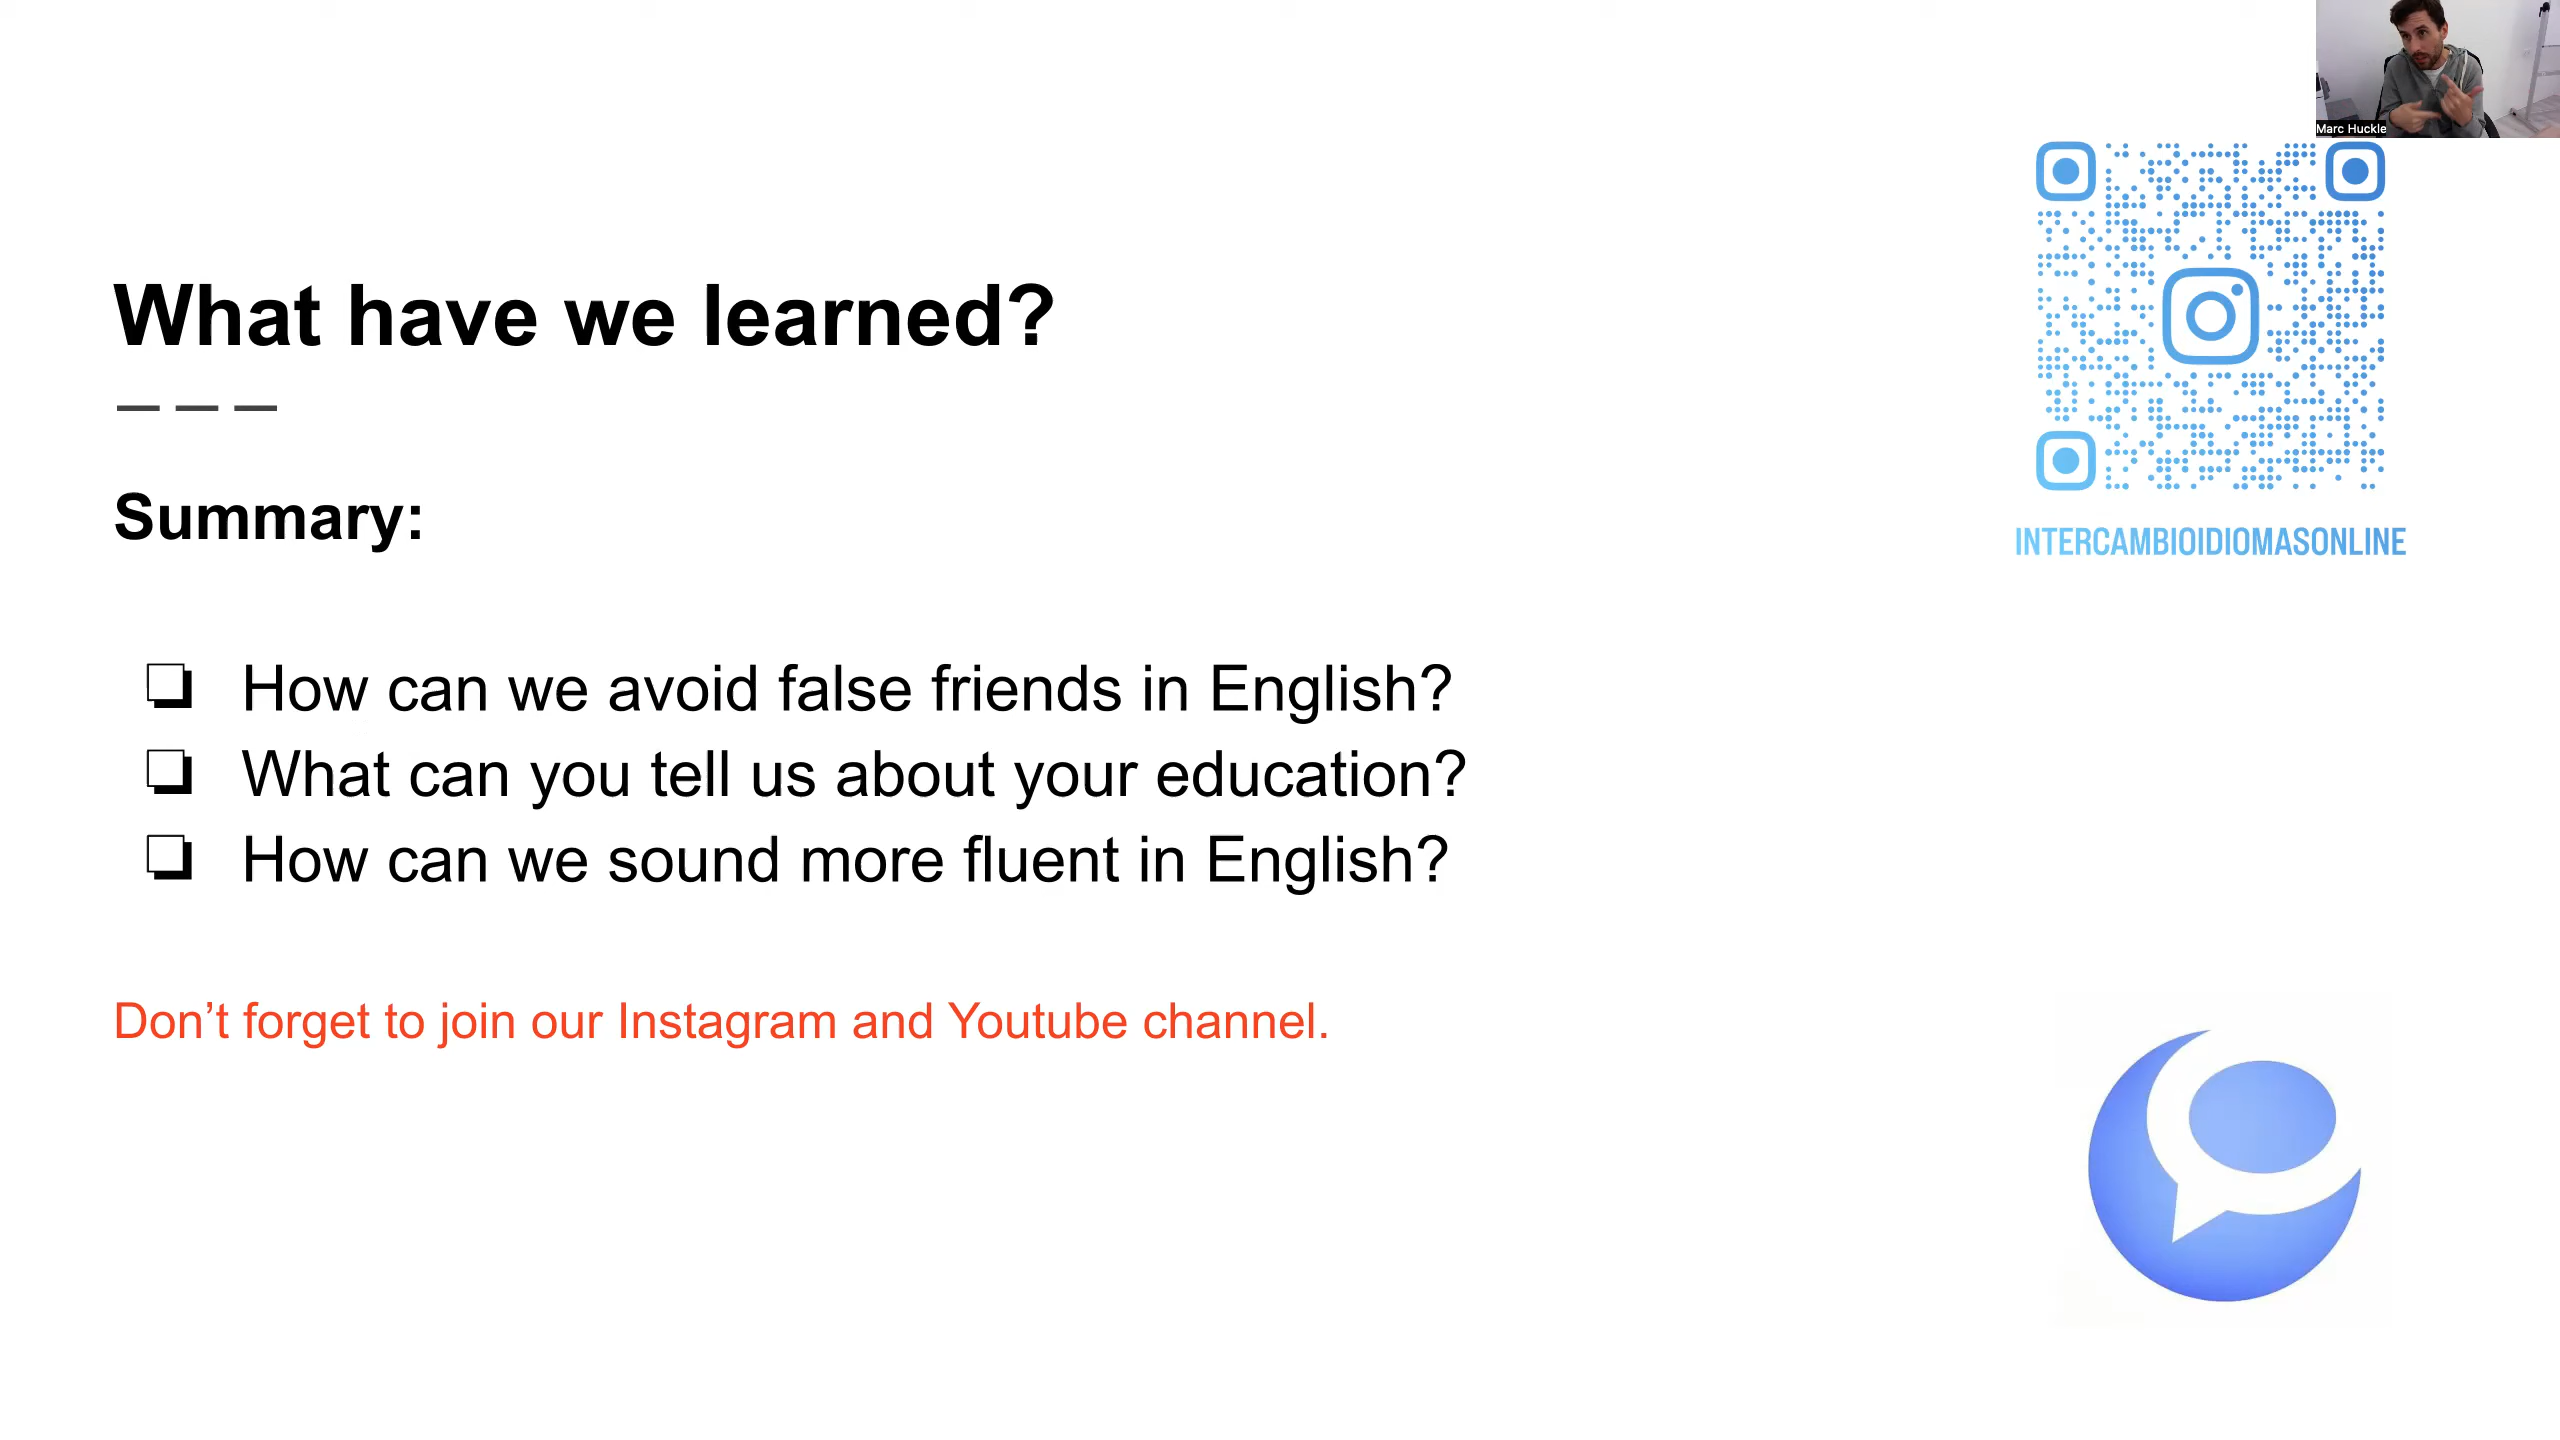 Marc Huckle
What have we learned?
INTERCAMBIOIDIOMASONLINE
Summary:
How can we avoid false friends in English?
What can you tell us about your education?
How can we sound more fluent in English?
Don’t forget to join our Instagram and Youtube channel.